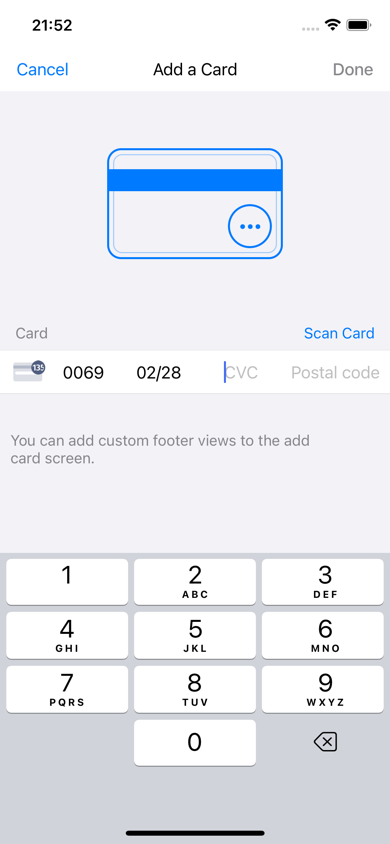 21:52
Cancel Add a Card Done
Card Scan Card
135 0069 02/28 CVC Postal code
You can add custom footer views to the add
card screen.
1 2 3
ABC DEF
4 5 6
GHI JKL MNO
7 8 9
PQRS TUV WXYZ
0